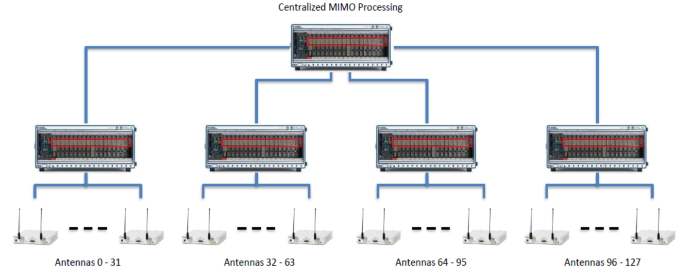 Centralized MIMO Processing
Antennas 0 - 31
Antennas 32 - 63
Antennas 64 - 95
Antennas 96 - 127